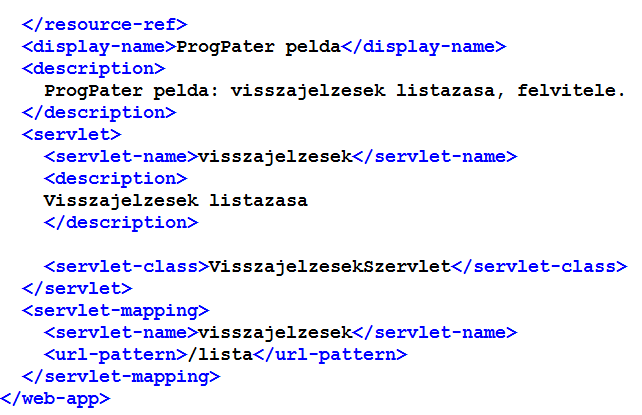 </resource-ref>
<display-name>ProgPater pelda</display-name>
<description>
ProgPater pelda: visszajelzesek listazasa, felvitele.
</description>
<servlet>
<servlet-name>visszajelzesek</servlet-name>
<description>
Visszajelzesek listazasa
</description>
<servlet-class>VisszajelzesekSzervlet</servlet-class>
</servlet>
<servlet-mapping>
<servlet-name>visszajelzesek</servlet-name>
<url-pattern>/lista</url-pattern>
</servlet-mapping>
</web-app>